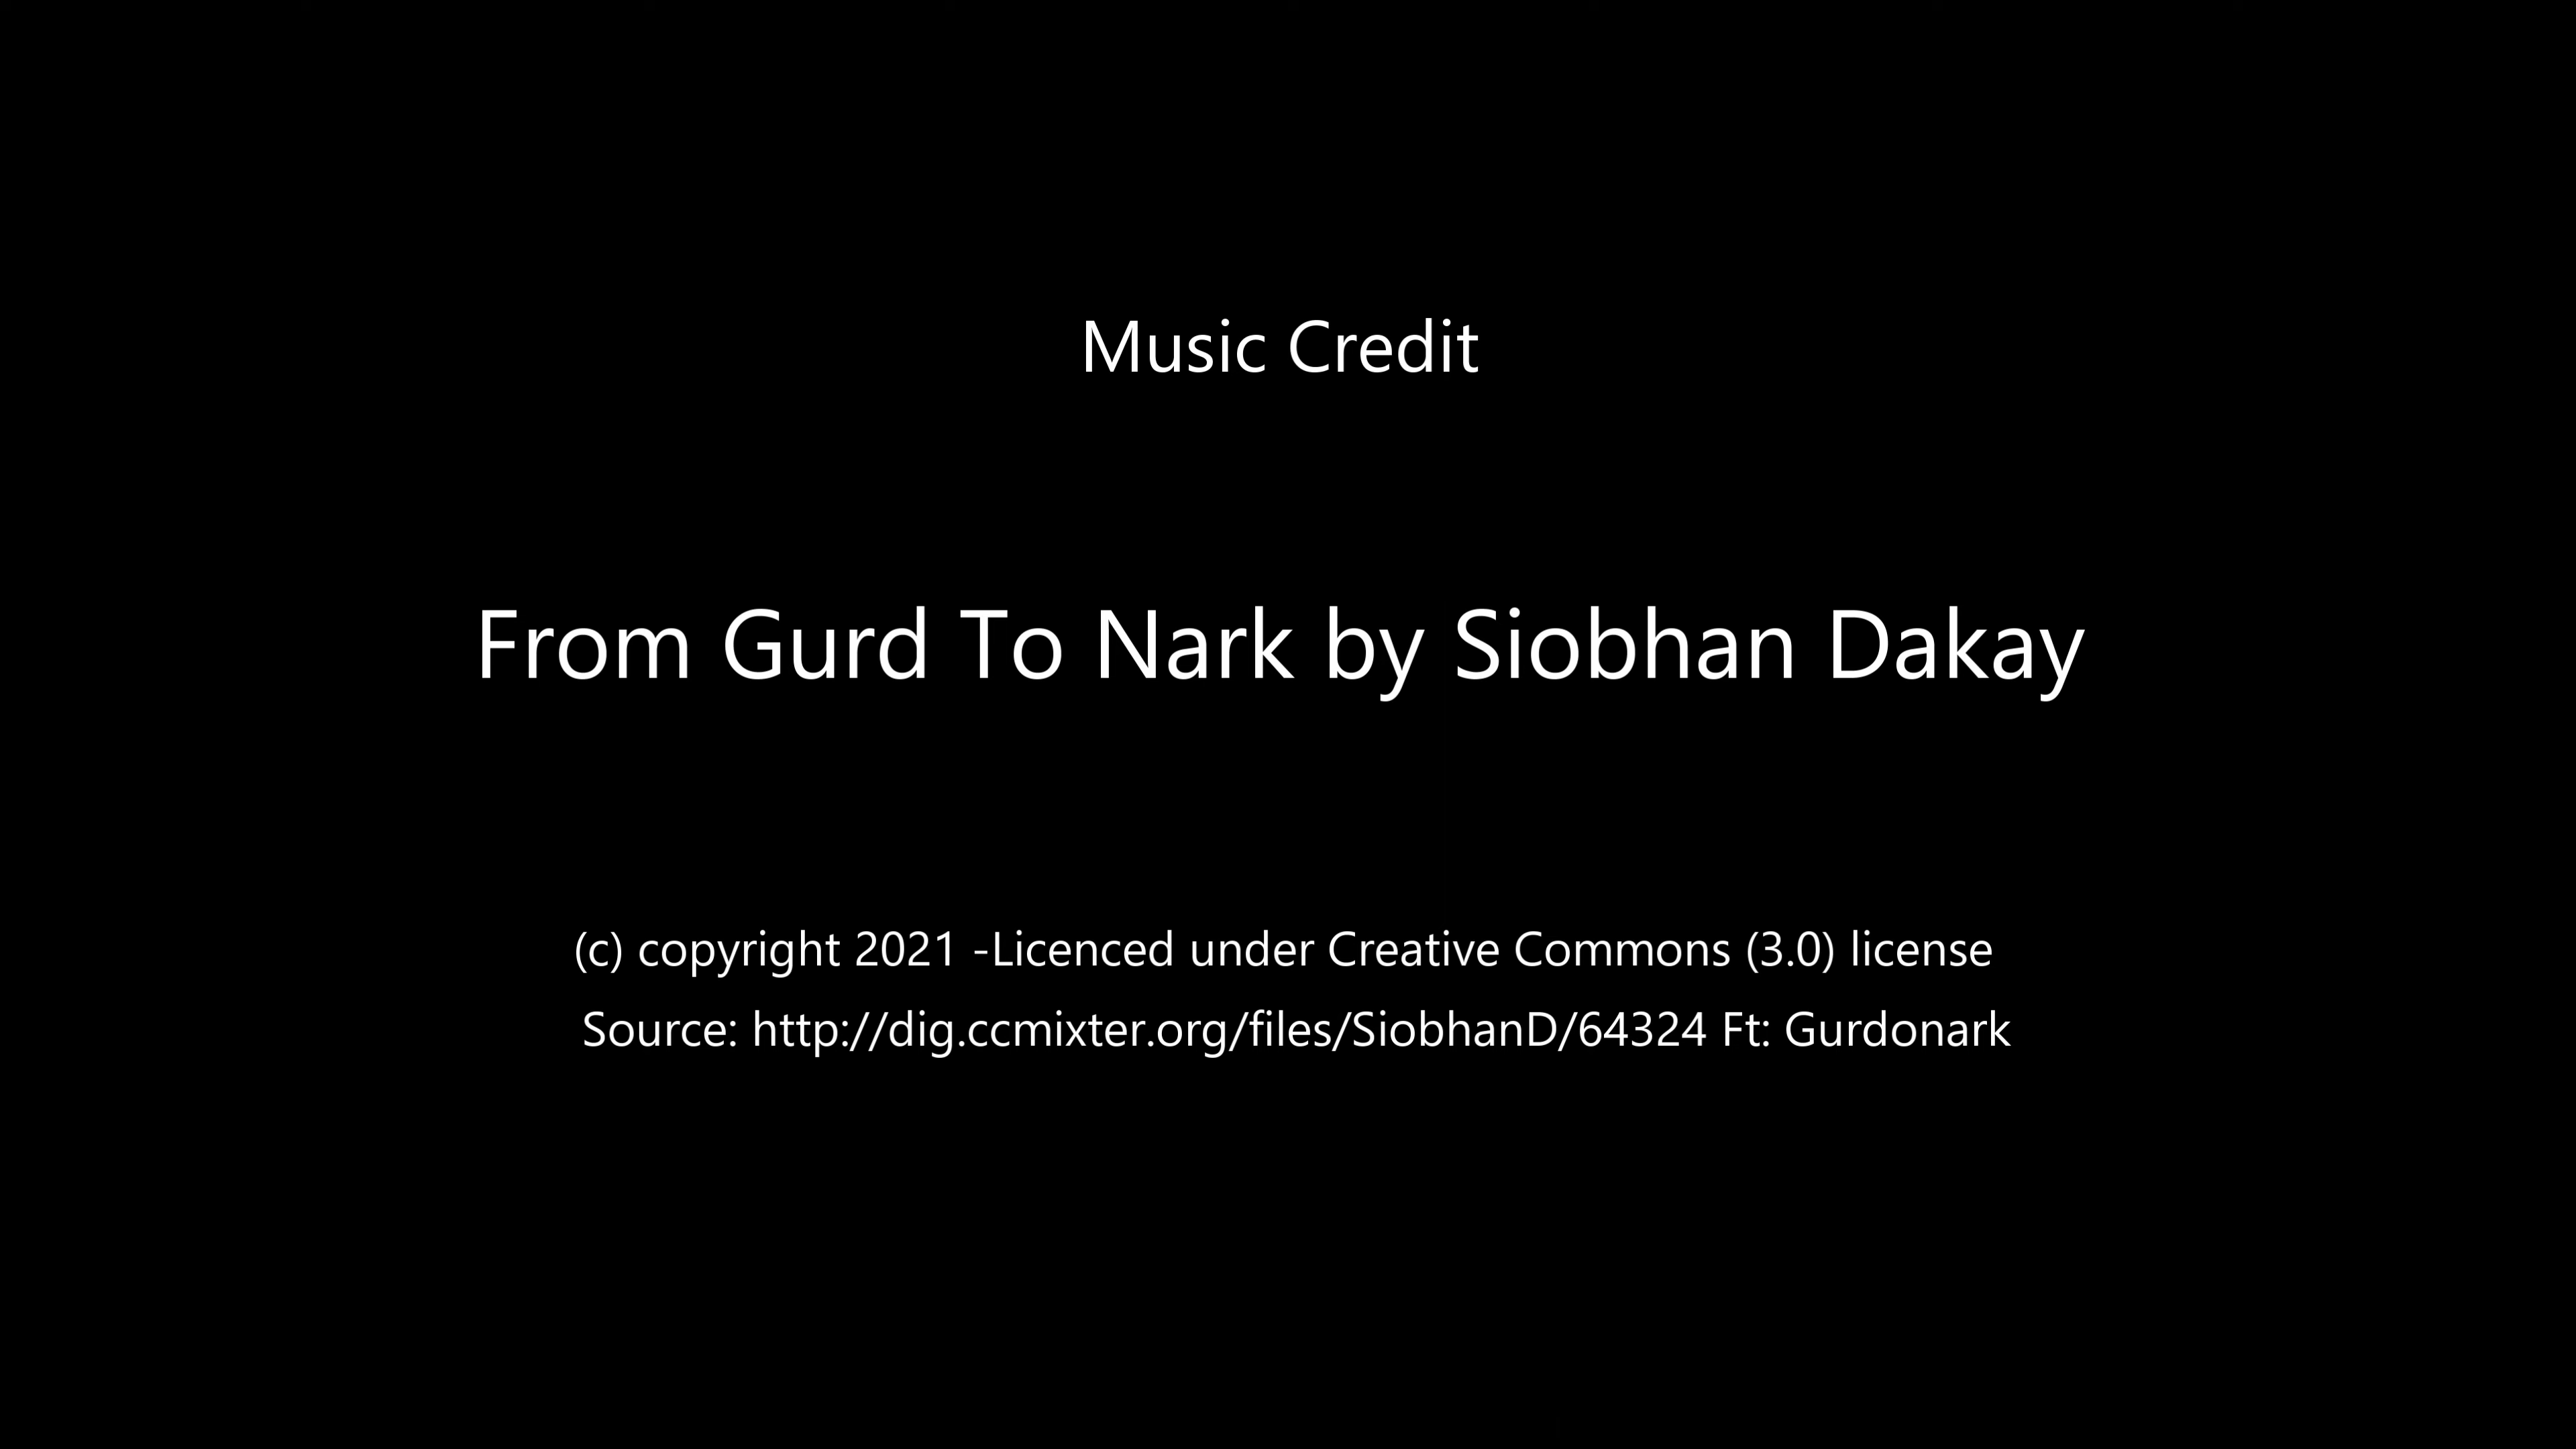 Music Credit
From Gurd To Nark by Siobhan Dakay
(c) copyright 2021 -Licenced under Creative Commons (3.0) license
Source: http://dig.ccmixter.org/files/SiobhanD/64324 Ft: Gurdonark